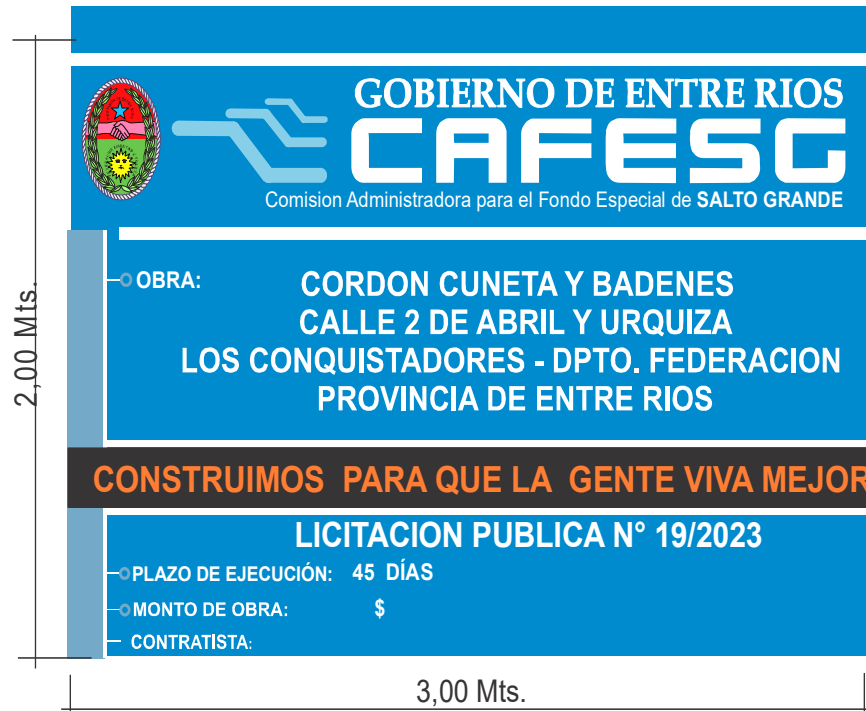 GOBIERNO DE ENTRE RIOS
CAFESG
Comision Administradora para el Fondo Especial de SALTO GRANDE
OBRA:
CORDON CUNETA Y BADENES
CALLE 2 DE ABRIL Y URQUIZA
LOS CONQUISTADORES - DPTO. FEDERACION
PROVINCIA DE ENTRE RIOS
2,00 Mts.
CONSTRUIMOS PARA QUE LA GENTE VIVA MEJOR
LICITACION PUBLICA N° 19/2023
PLAZO DE EJECUCIÓN: 45 DÍAS
MONTO DE OBRA: $
CONTRATISTA:
3,00 Mts.